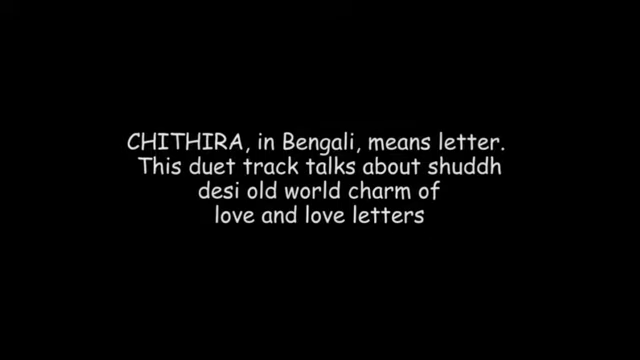 CHITHIRA, in Bengali, means letter.
This duet track talks about shuddh
desi old world charm of
love and love letters